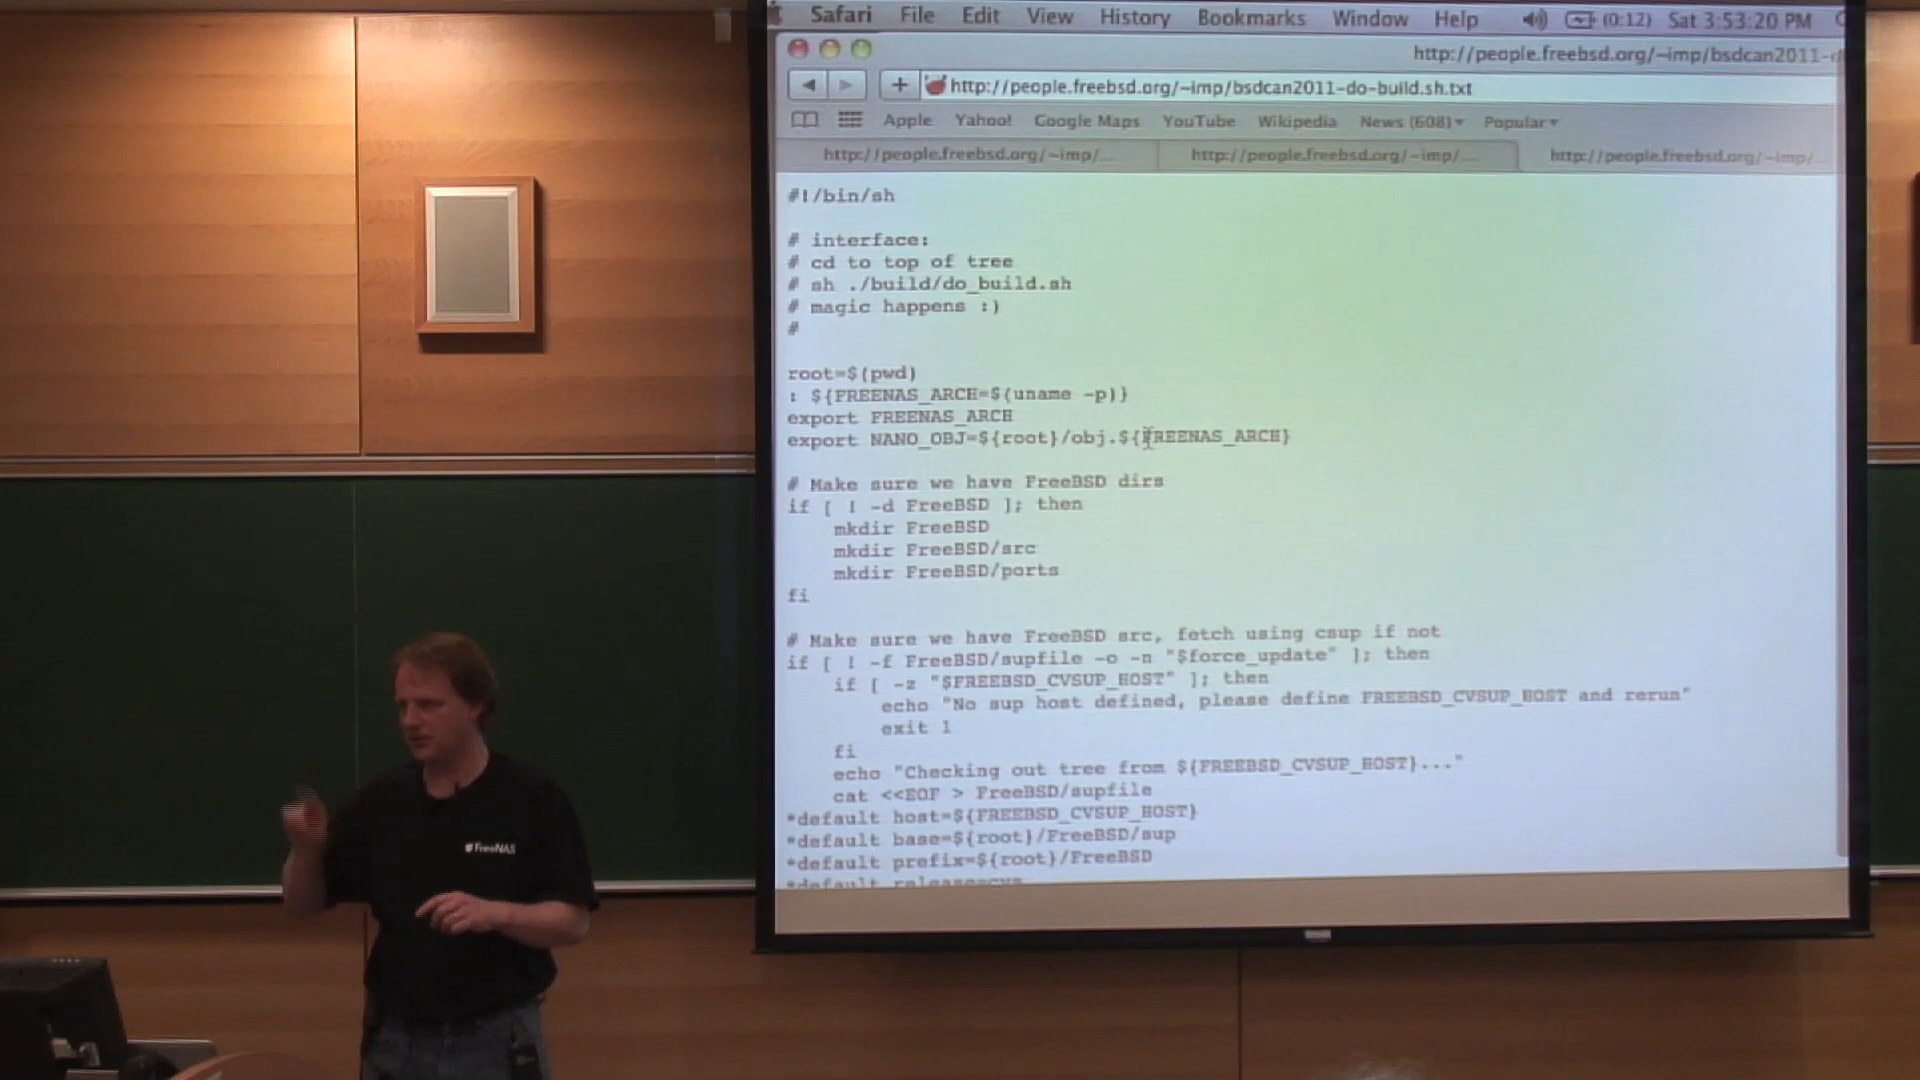 Safari File Edit View History Bookmarks Window Help (0:12) Sat 3:53:20 PM
http://people.freebsd.org/~imp/bsdcan2011-
http://people.freebsd.org/~imp/bsdcan2011-do-build.sh.txt
Apple Yahoo! Google Maps YouTube Wikipedia News (608) Popular
http://people.freebsd.org/~imp/... http://people.freebsd.org/~imp/... http://people.freebsd.org/~imp/...
#!/bin/sh
# interface:
# cd to top of tree
# sh ./build/do_build.sh
# magic happens :)
#
root=$(pwd)
: ${FREENAS_ARCH=$(uname -p)}
export FREENAS_ARCH
export NANO_OBJ=${root}/obj.${FREENAS_ARCH}
# Make sure we have FreeBSD dirs
if [ ! -d FreeBSD ]; then
mkdir FreeBSD
mkdir FreeBSD/src
mkdir FreeBSD/ports
fi
# Make sure we have FreeBSD src, fetch using csup if not
if [ ! -f FreeBSD/supfile -o -n "$force_update" ]; then
if [ -z "$FREEBSD_CVSUP_HOST" ]; then
echo "No sup host defined, please define FREEBSD_CVSUP_HOST and rerun"
exit 1
fi
echo "Checking out tree from ${FREEBSD_CVSUP_HOST}..."
cat <<EOF > FreeBSD/supfile
*default host=${FREEBSD_CVSUP_HOST}
*default base=${root}/FreeBSD/sup
*default prefix=${root}/FreeBSD
*default release=cvs
FreeNAS